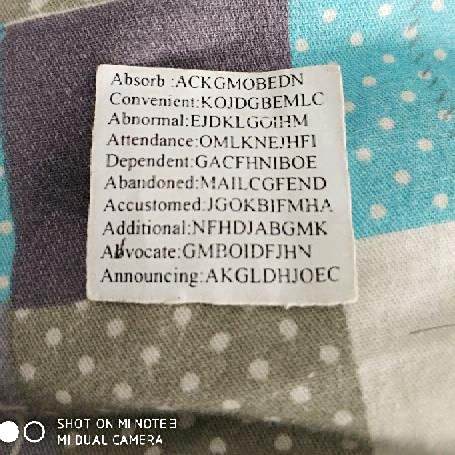 Absorb :ACKGMOBEDN
Convenient:KOJDGBEMLC
Abnormal:EJDKLGOIHM
Attendance:OMLKNEJHFI
Dependent:GACFHNIBOE
Abandoned:MAILCGFEND
Accustomed:JGOKBIFMHA
Additional:NFHDJABGMK
Advocate:GMBOIDFJHN
Announcing:AKGLDHJOEC
SHOT ON MI NOTE 3
MI DUAL CAMERA